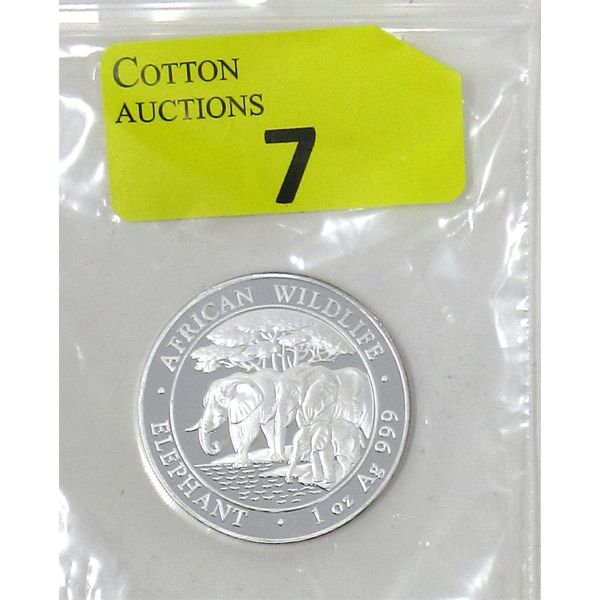 COTTON
AUCTIONS
7
· AFRICAN WILDLIFE ·
ELEPHANT · 1 oz Ag 999